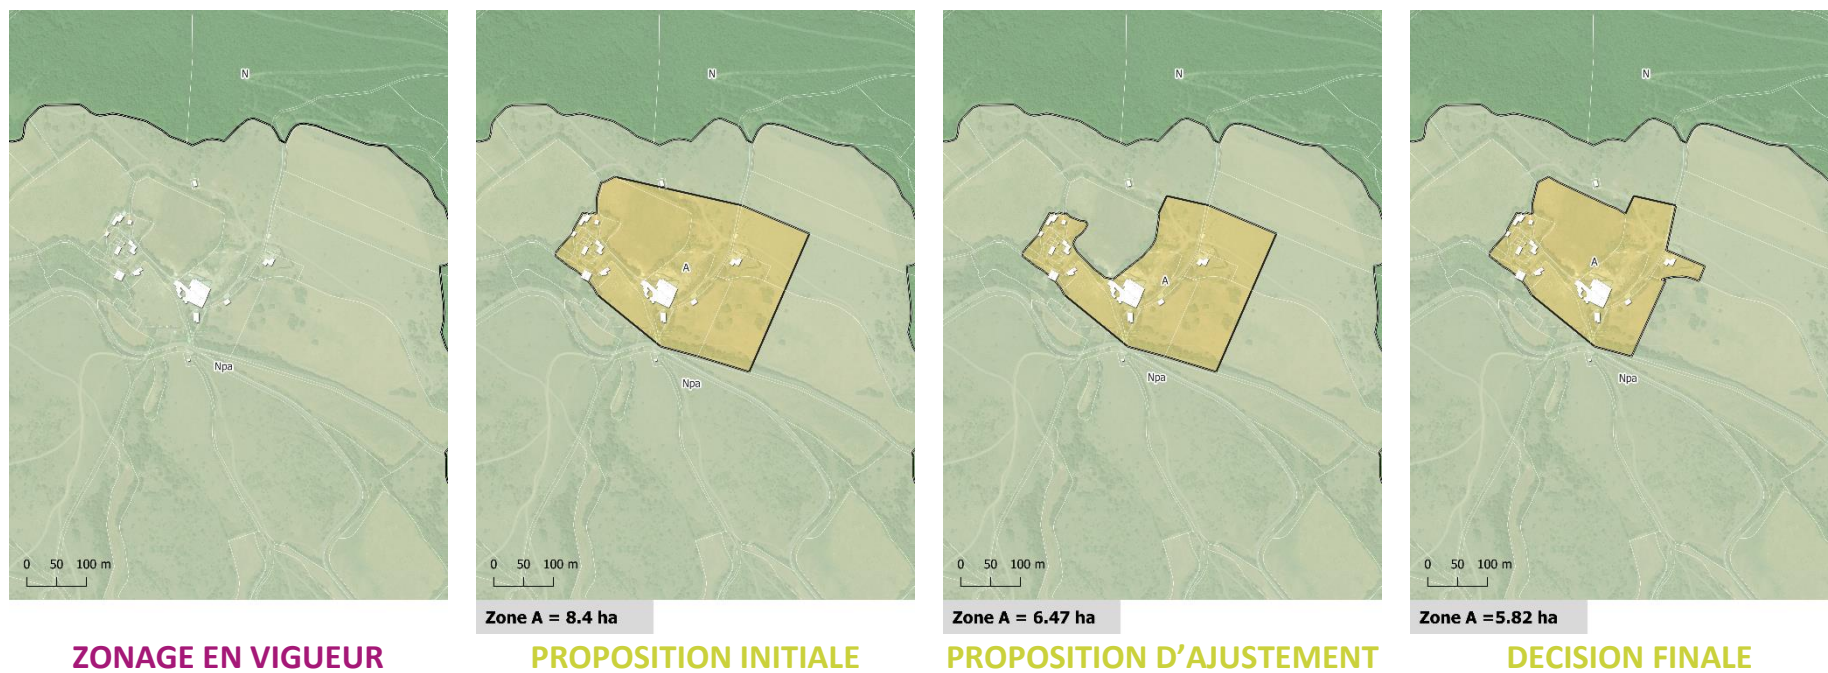 N
Npa
0 50 100 m
ZONAGE EN VIGUEUR
N
A
Npa
0 50 100 m
Zone A = 8.4 ha
PROPOSITION INITIALE
N
A
Npa
0 50 100 m
Zone A = 6.47 ha
PROPOSITION D’AJUSTEMENT
N
A
Npa
0 50 100 m
Zone A =5.82 ha
DECISION FINALE